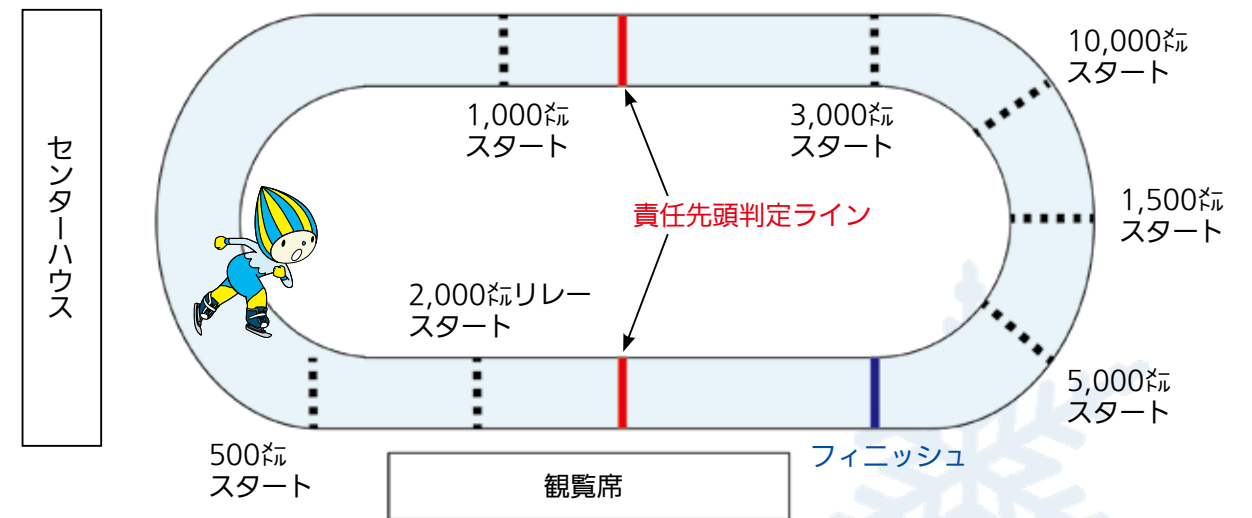 10,000㍍
スタート
1,000㍍
スタート
3,000㍍
スタート
センターハウス
責任先頭判定ライン
1,500㍍
スタート
2,000㍍リレー
スタート
5,000㍍
スタート
500㍍
スタート
フィニッシュ
観覧席